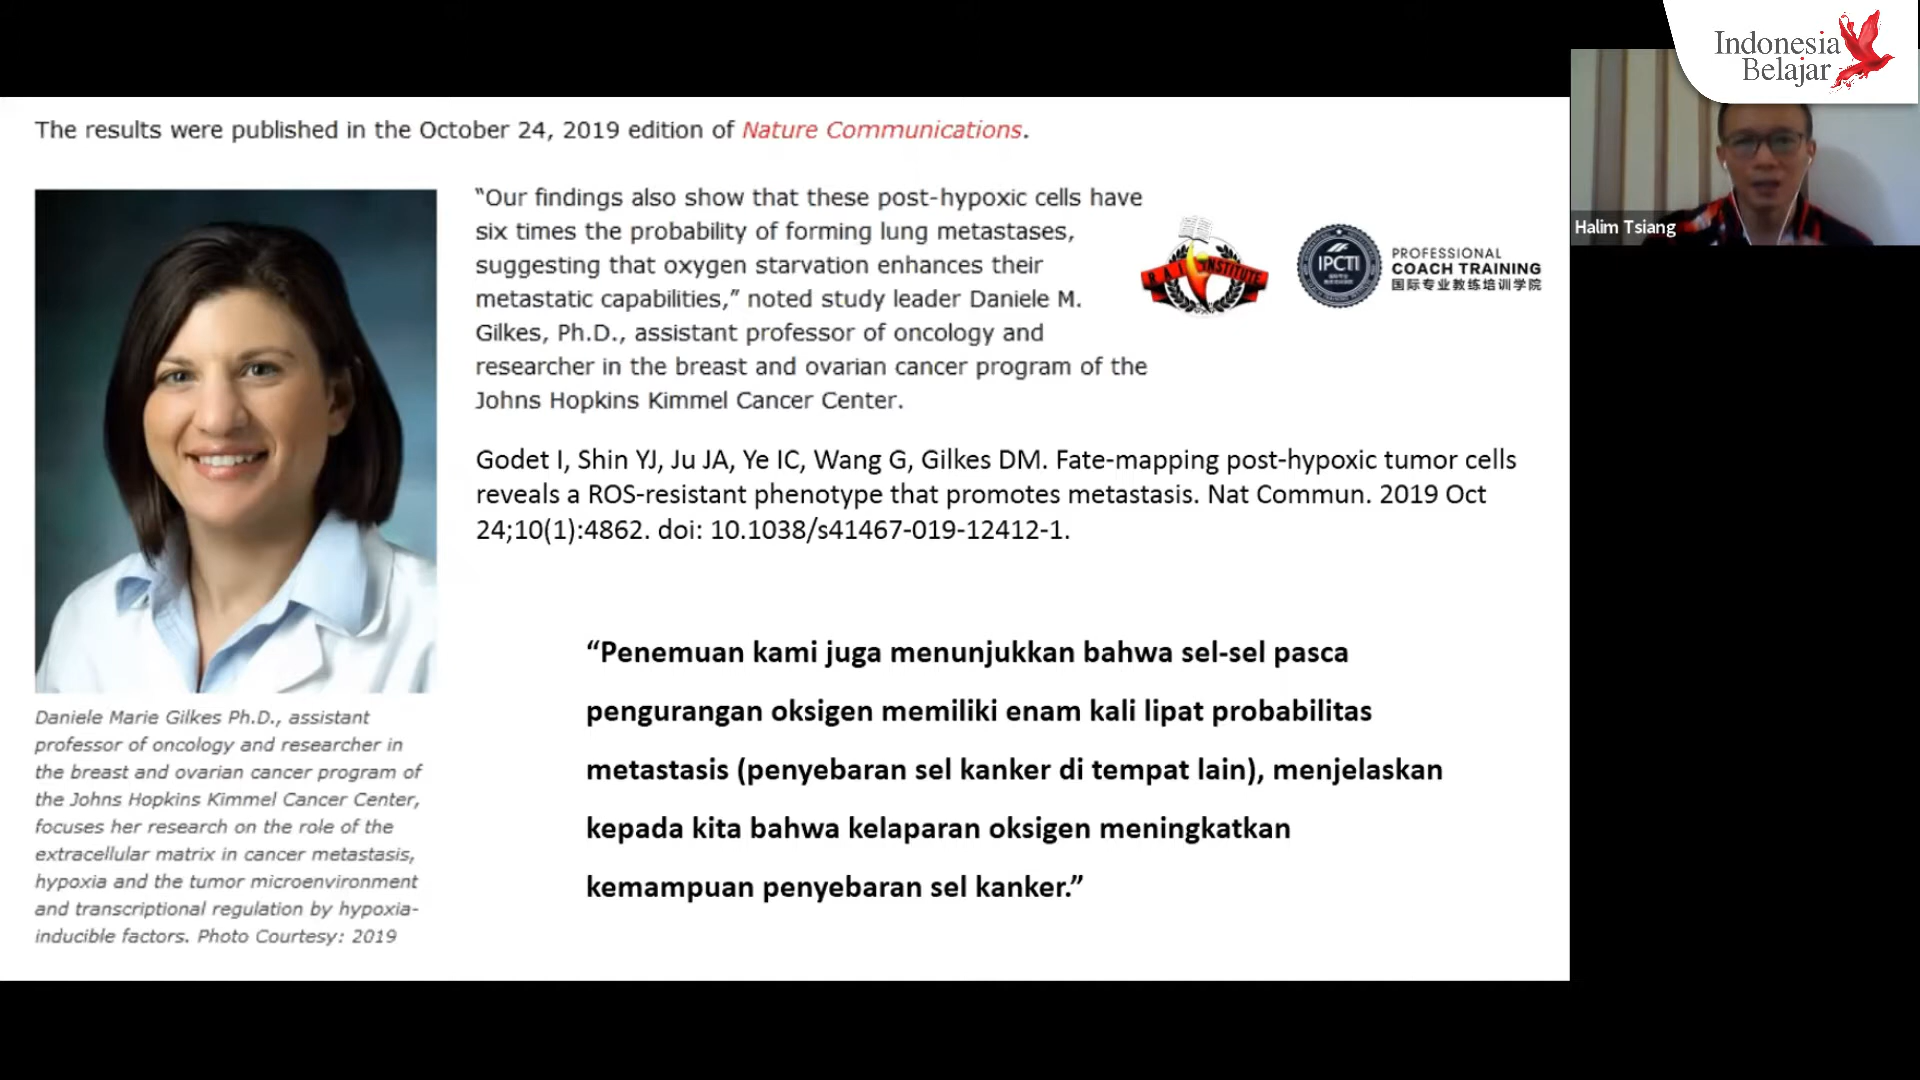 Indonesia
Belajar
The results were published in the October 24, 2019 edition of Nature Communications.
“Our findings also show that these post-hypoxic cells have
six times the probability of forming lung metastases,
suggesting that oxygen starvation enhances their
metastatic capabilities,” noted study leader Daniele M.
Gilkes, Ph.D., assistant professor of oncology and
researcher in the breast and ovarian cancer program of the
Johns Hopkins Kimmel Cancer Center.
R.A.I INSTITUTE
IPCTI
PROFESSIONAL
COACH TRAINING
国际专业教练培训学院
Halim Tsiang
Godet I, Shin YJ, Ju JA, Ye IC, Wang G, Gilkes DM. Fate-mapping post-hypoxic tumor cells
reveals a ROS-resistant phenotype that promotes metastasis. Nat Commun. 2019 Oct
24;10(1):4862. doi: 10.1038/s41467-019-12412-1.
“Penemuan kami juga menunjukkan bahwa sel-sel pasca
pengurangan oksigen memiliki enam kali lipat probabilitas
metastasis (penyebaran sel kanker di tempat lain), menjelaskan
kepada kita bahwa kelaparan oksigen meningkatkan
kemampuan penyebaran sel kanker.”
Daniele Marie Gilkes Ph.D., assistant
professor of oncology and researcher in
the breast and ovarian cancer program of
the Johns Hopkins Kimmel Cancer Center,
focuses her research on the role of the
extracellular matrix in cancer metastasis,
hypoxia and the tumor microenvironment
and transcriptional regulation by hypoxia-
inducible factors. Photo Courtesy: 2019